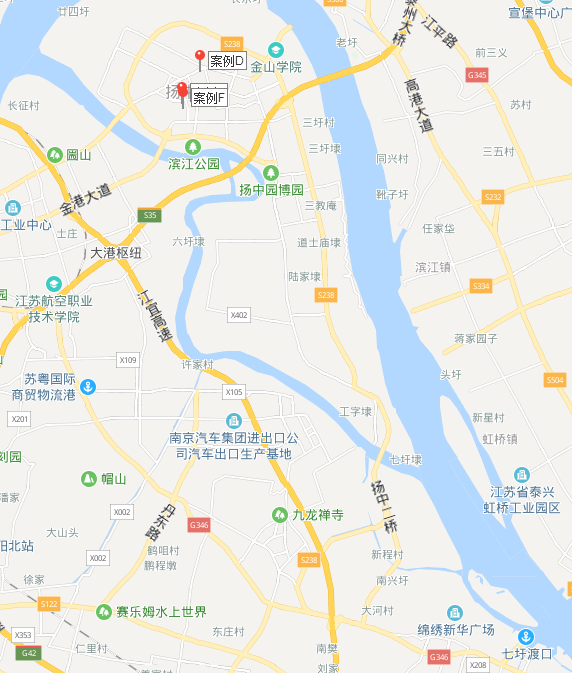 廿四圩
长江村
宣堡中心广
泰州大桥
江平路
老圩
S238
案例D
金山学院
前三义
G345
扬
案例F
高港大道
苏村
长征村
三圩村
三圩埭
三五村
圌山
滨江公园
同兴村
扬中园博园
靴子圩
S232
金港大道
三教庵
工业中心
S35
任家垈
土庄
六圩埭
道士庙埭
大港枢纽
滨江镇
陆家埭
园
江苏航空职业
技术学院
江宜高速
S238
S334
X402
蒋家园子
山
X109
许家村
头圩
苏粤国际
商贸物流港
S504
X105
X201
工字埭
新星村
南京汽车集团进出口公
司汽车出口生产基地
虹桥镇
刻园
七圩埭
帽山
江苏省泰兴
虹桥工业园区
潘家
扬中二桥
X002
丹东路
九龙禅寺
大山头
G346
阳北站
鹤咀村
鹏程墩
X002
S238
新程村
徐家
南兴圩
S122
赛乐姆水上世界
大河村
绵绣新华广场
X353
东庄村
G42
仁里村
南樊
G346
七圩渡口
X208
刘家